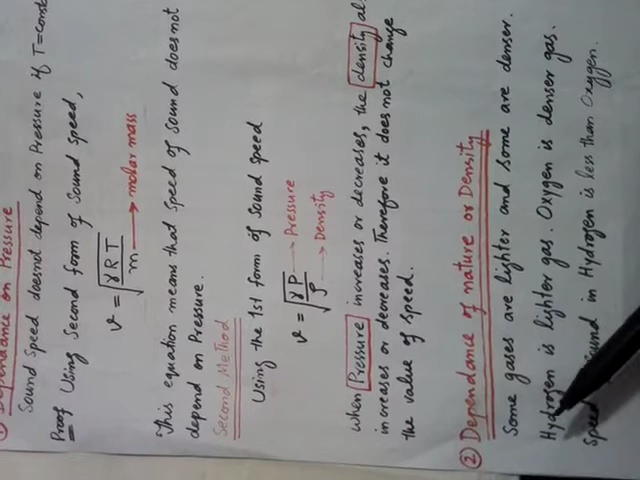 ① Dependance on Pressure
Sound speed doesnot depend on Pressure if T=const
Proof Using Second form of Sound speed,
v = √(γRT/m) → molar mass
This equation means that speed of sound does not
depend on Pressure.
Second Method
Using the 1st form of sound speed
v = √(γP/ρ) → Pressure
→ Density
when Pressure increases or decreases, the density al
increases or decreases. Therefore it does not change
the value of speed.
② Dependance of nature or Density
Some gases are lighter and some are denser.
Hydrogen is lighter gas. Oxygen is denser gas.
Speed sound in Hydrogen is less than Oxygen.